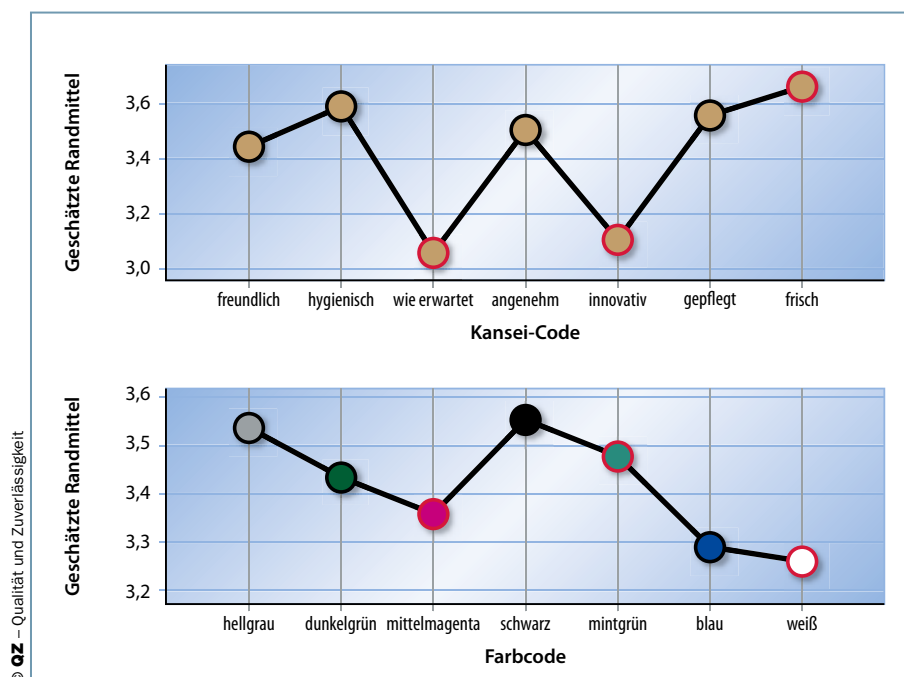 Geschätzte Randmittel
3,6
3,4
3,2
3,0
freundlich hygienisch wie erwartet angenehm innovativ gepflegt frisch
Kansei-Code
Geschätzte Randmittel
3,6
3,5
3,4
3,3
3,2
hellgrau dunkelgrün mittelmagenta schwarz mintgrün blau weiß
Farbcode
© QZ – Qualität und Zuverlässigkeit